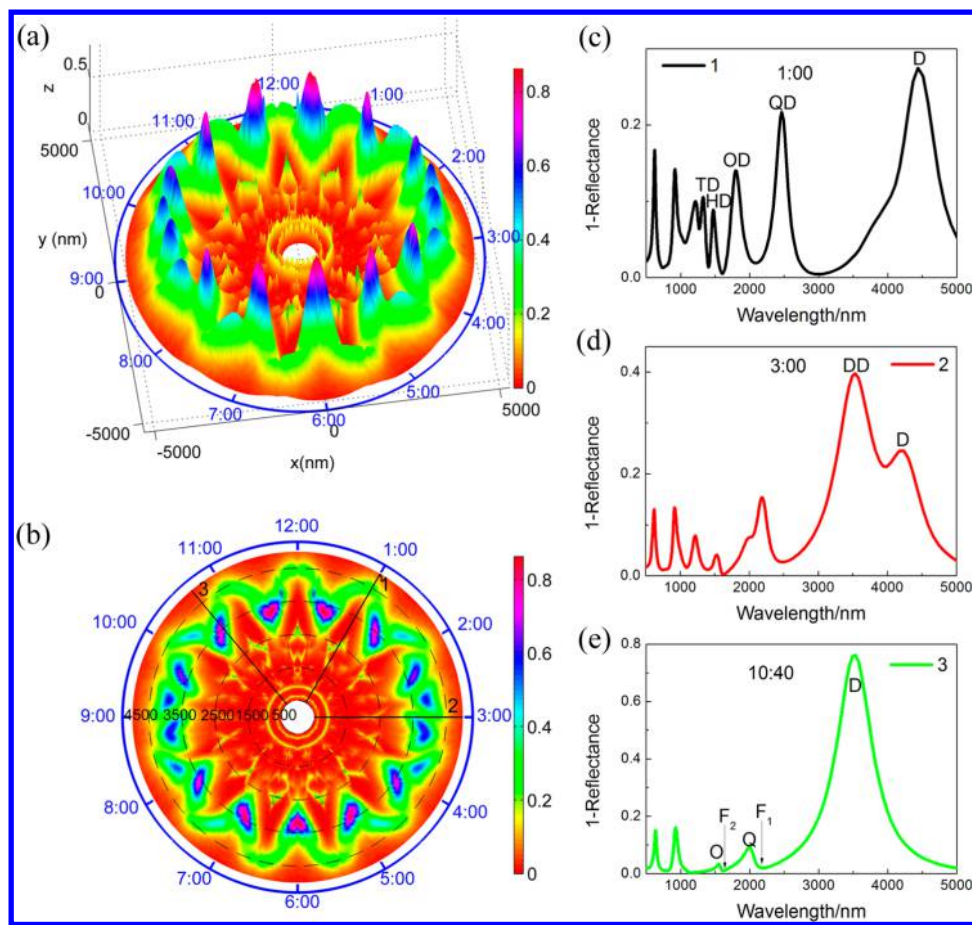 (a)
0.5
z
0
5000
y (nm)
0
-5000
-5000
0
5000
x(nm)
12:00
1:00
2:00
3:00
4:00
5:00
6:00
7:00
8:00
9:00
10:00
11:00
0.8
0.6
0.4
0.2
0
(b)
12:00
1:00
2:00
3:00
4:00
5:00
6:00
7:00
8:00
9:00
10:00
11:00
3
1
2
4500 3500 2500 1500 500
0.8
0.6
0.4
0.2
0
(c)
1
1:00
D
QD
OD
TD
HD
0.2
0.0
1-Reflectance
1000 2000 3000 4000 5000
Wavelength/nm
(d)
3:00
DD
2
D
0.4
0.2
0.0
1-Reflectance
1000 2000 3000 4000 5000
Wavelength/nm
(e)
10:40
3
D
F2
F1
O
Q
0.8
0.6
0.4
0.2
0.0
1-Reflectance
1000 2000 3000 4000 5000
Wavelength/nm